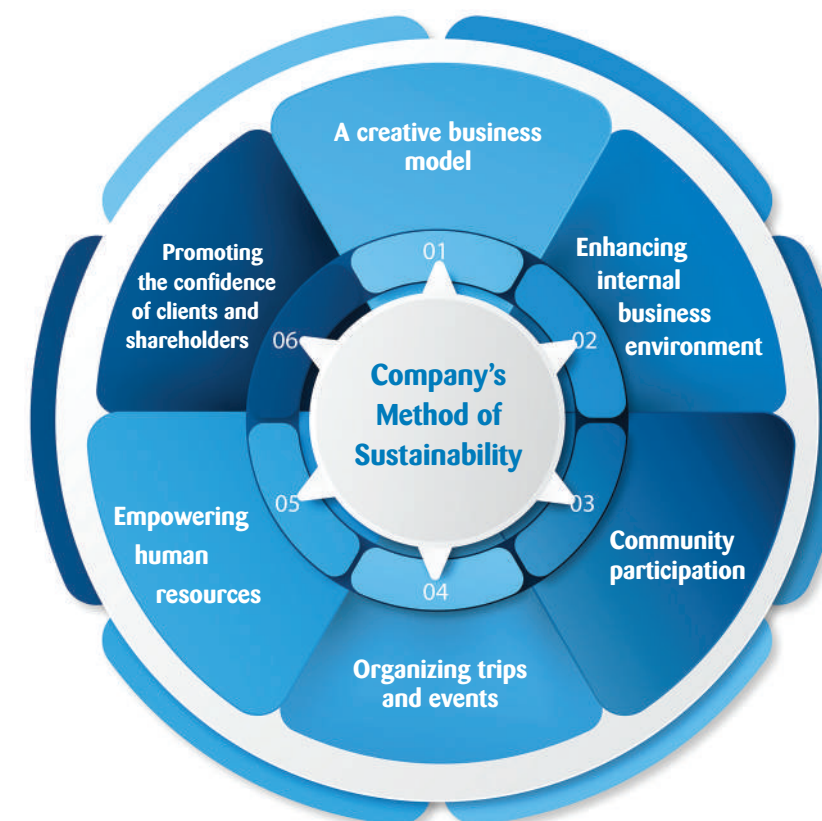 Company's
Method of
Sustainability
01
A creative business
model
02
Enhancing
internal
business
environment
03
Community
participation
04
Organizing trips
and events
05
Empowering
human
resources
06
Promoting
the confidence
of clients and
shareholders